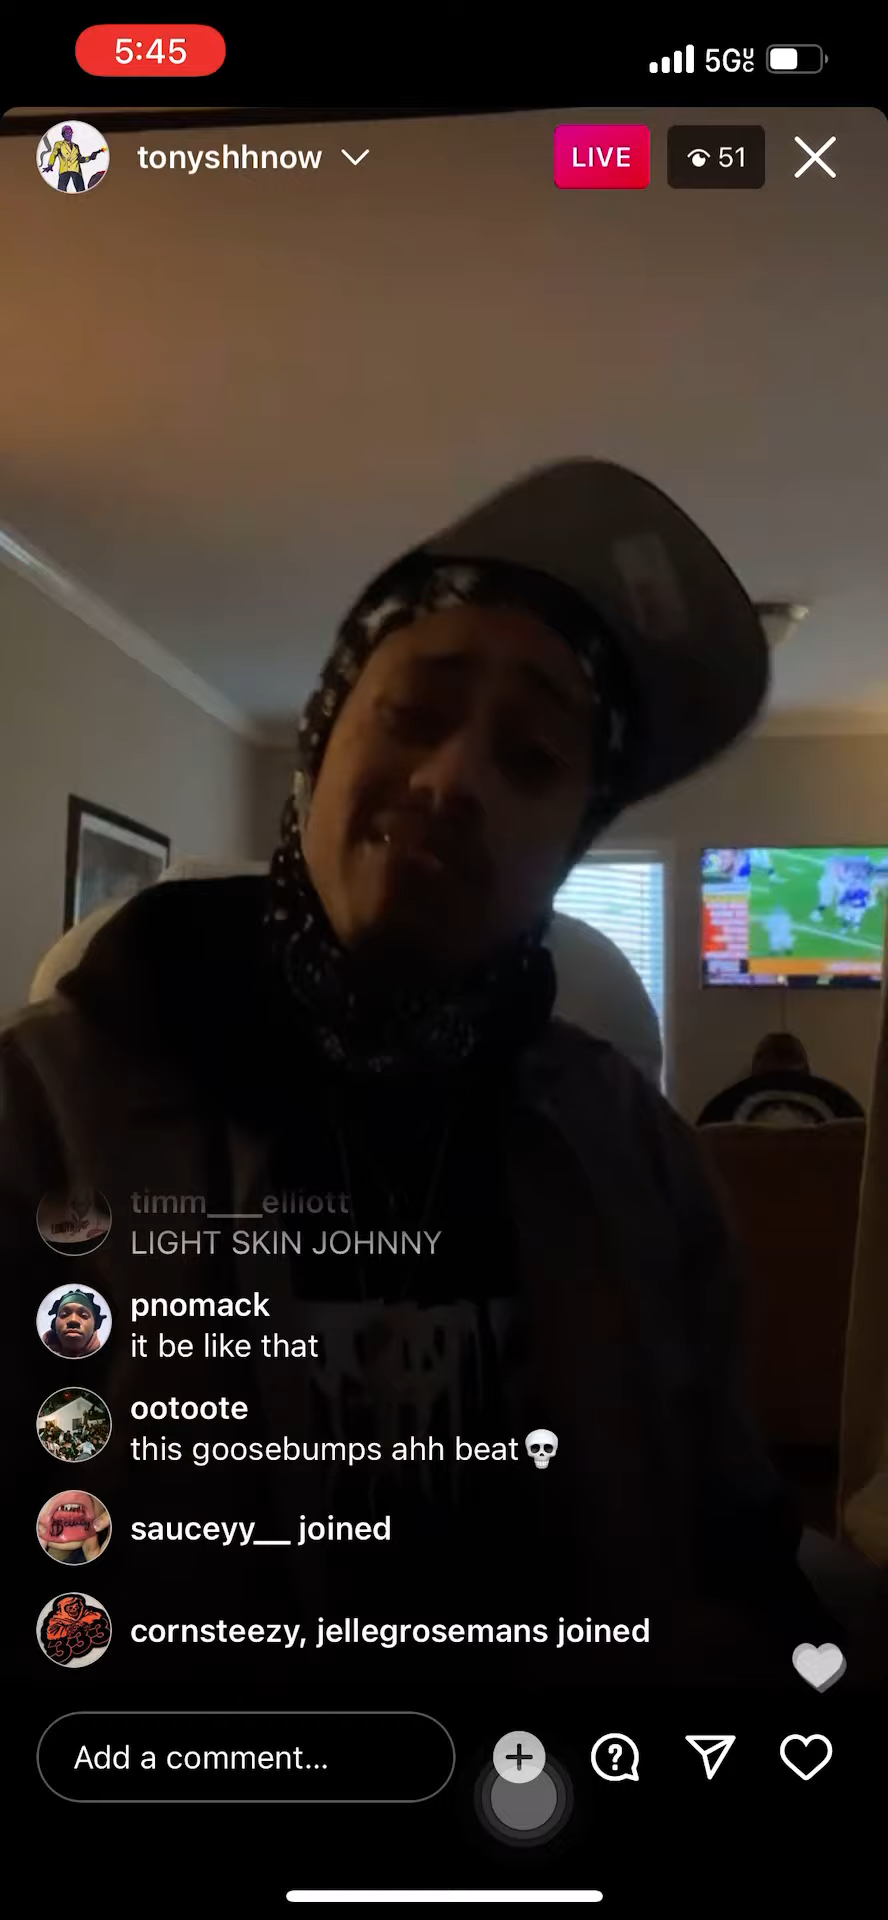 5:45
5GUC
tonyshhnow
LIVE
51
timm___elliott
LIGHT SKIN JOHNNY
pnomack
it be like that
ootoote
this goosebumps ahh beat💀
sauceyy__ joined
cornsteezy, jellegrosemans joined
Add a comment...